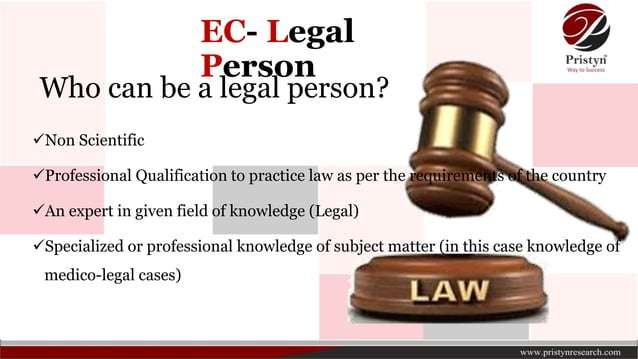 EC- Legal
Person
Pristyn
Way to Success
Who can be a legal person?
✓Non Scientific
✓Professional Qualification to practice law as per the requirements of the country
✓An expert in given field of knowledge (Legal)
✓Specialized or professional knowledge of subject matter (in this case knowledge of
medico-legal cases)
LAW
www.pristynresearch.com